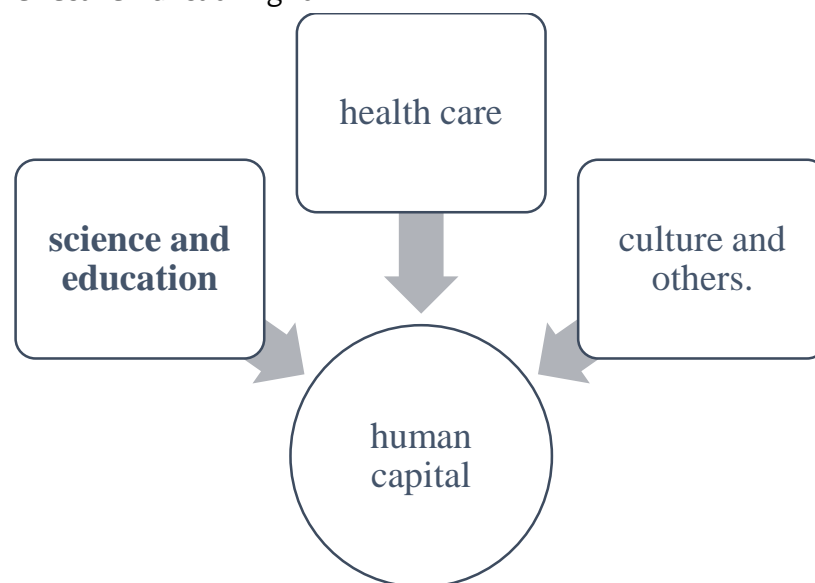 health care
science and
education
culture and
others.
human
capital